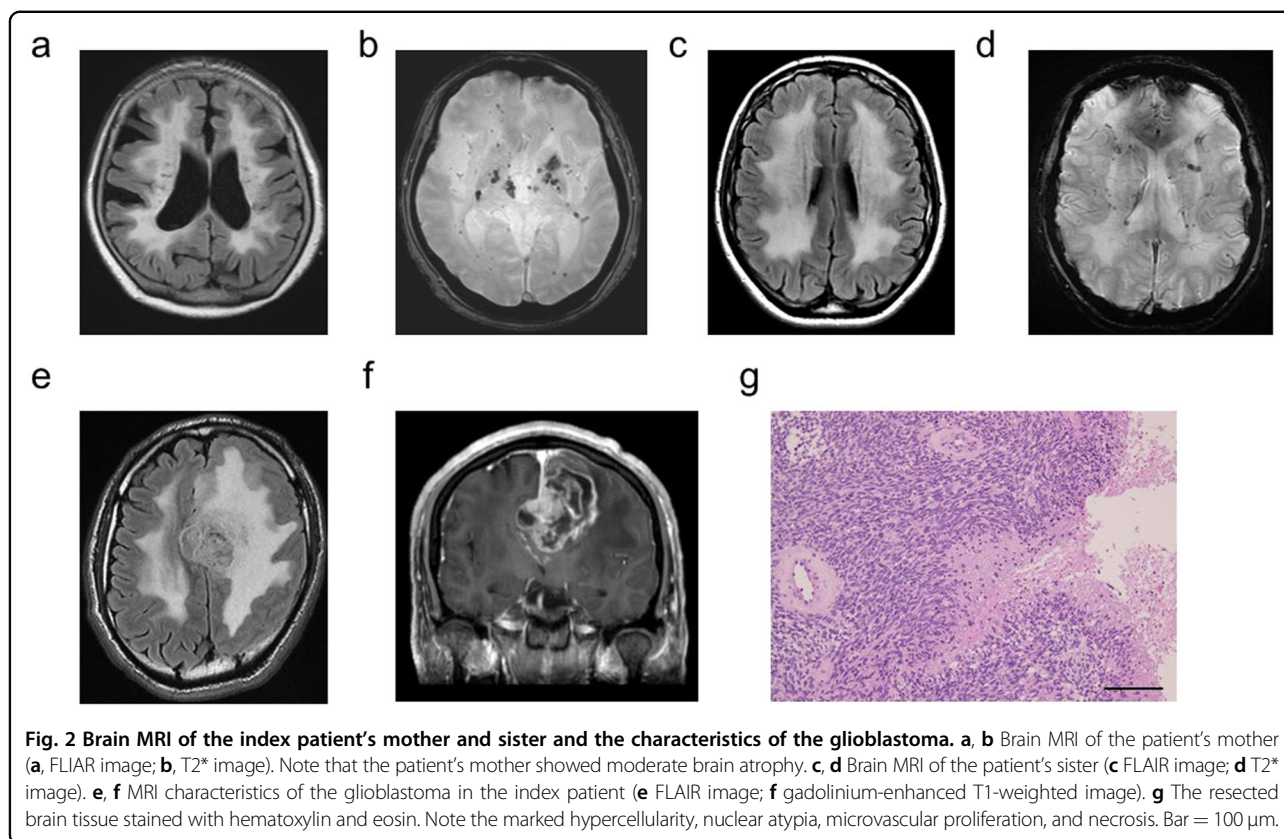 a
b
c
d
e
f
g
Fig. 2 Brain MRI of the index patient's mother and sister and the characteristics of the glioblastoma. a, b Brain MRI of the patient's mother
(a, FLIAR image; b, T2* image). Note that the patient's mother showed moderate brain atrophy. c, d Brain MRI of the patient's sister (c FLAIR image; d T2*
image). e, f MRI characteristics of the glioblastoma in the index patient (e FLAIR image; f gadolinium-enhanced T1-weighted image). g The resected
brain tissue stained with hematoxylin and eosin. Note the marked hypercellularity, nuclear atypia, microvascular proliferation, and necrosis. Bar = 100 μm.